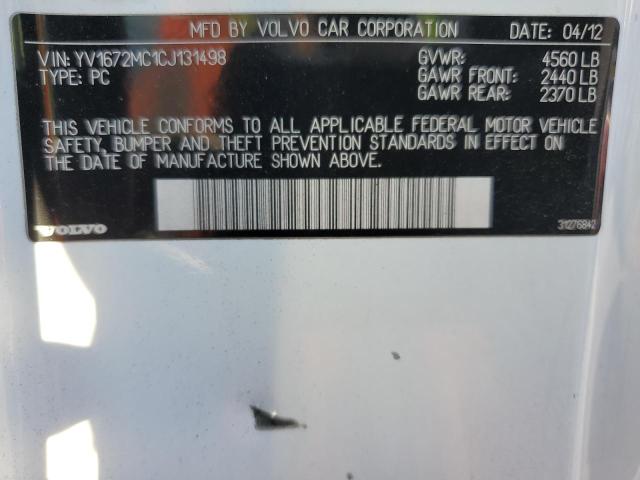 MFD BY VOLVO CAR CORPORATION DATE: 04/12
VIN: YV1672MC1CJ131498 GVWR: 4560 LB
TYPE: PC GAWR FRONT: 2440 LB
GAWR REAR: 2370 LB
THIS VEHICLE CONFORMS TO ALL APPLICABLE FEDERAL MOTOR VEHICLE
SAFETY, BUMPER AND THEFT PREVENTION STANDARDS IN EFFECT ON
THE DATE OF MANUFACTURE SHOWN ABOVE.
VOLVO 31276842